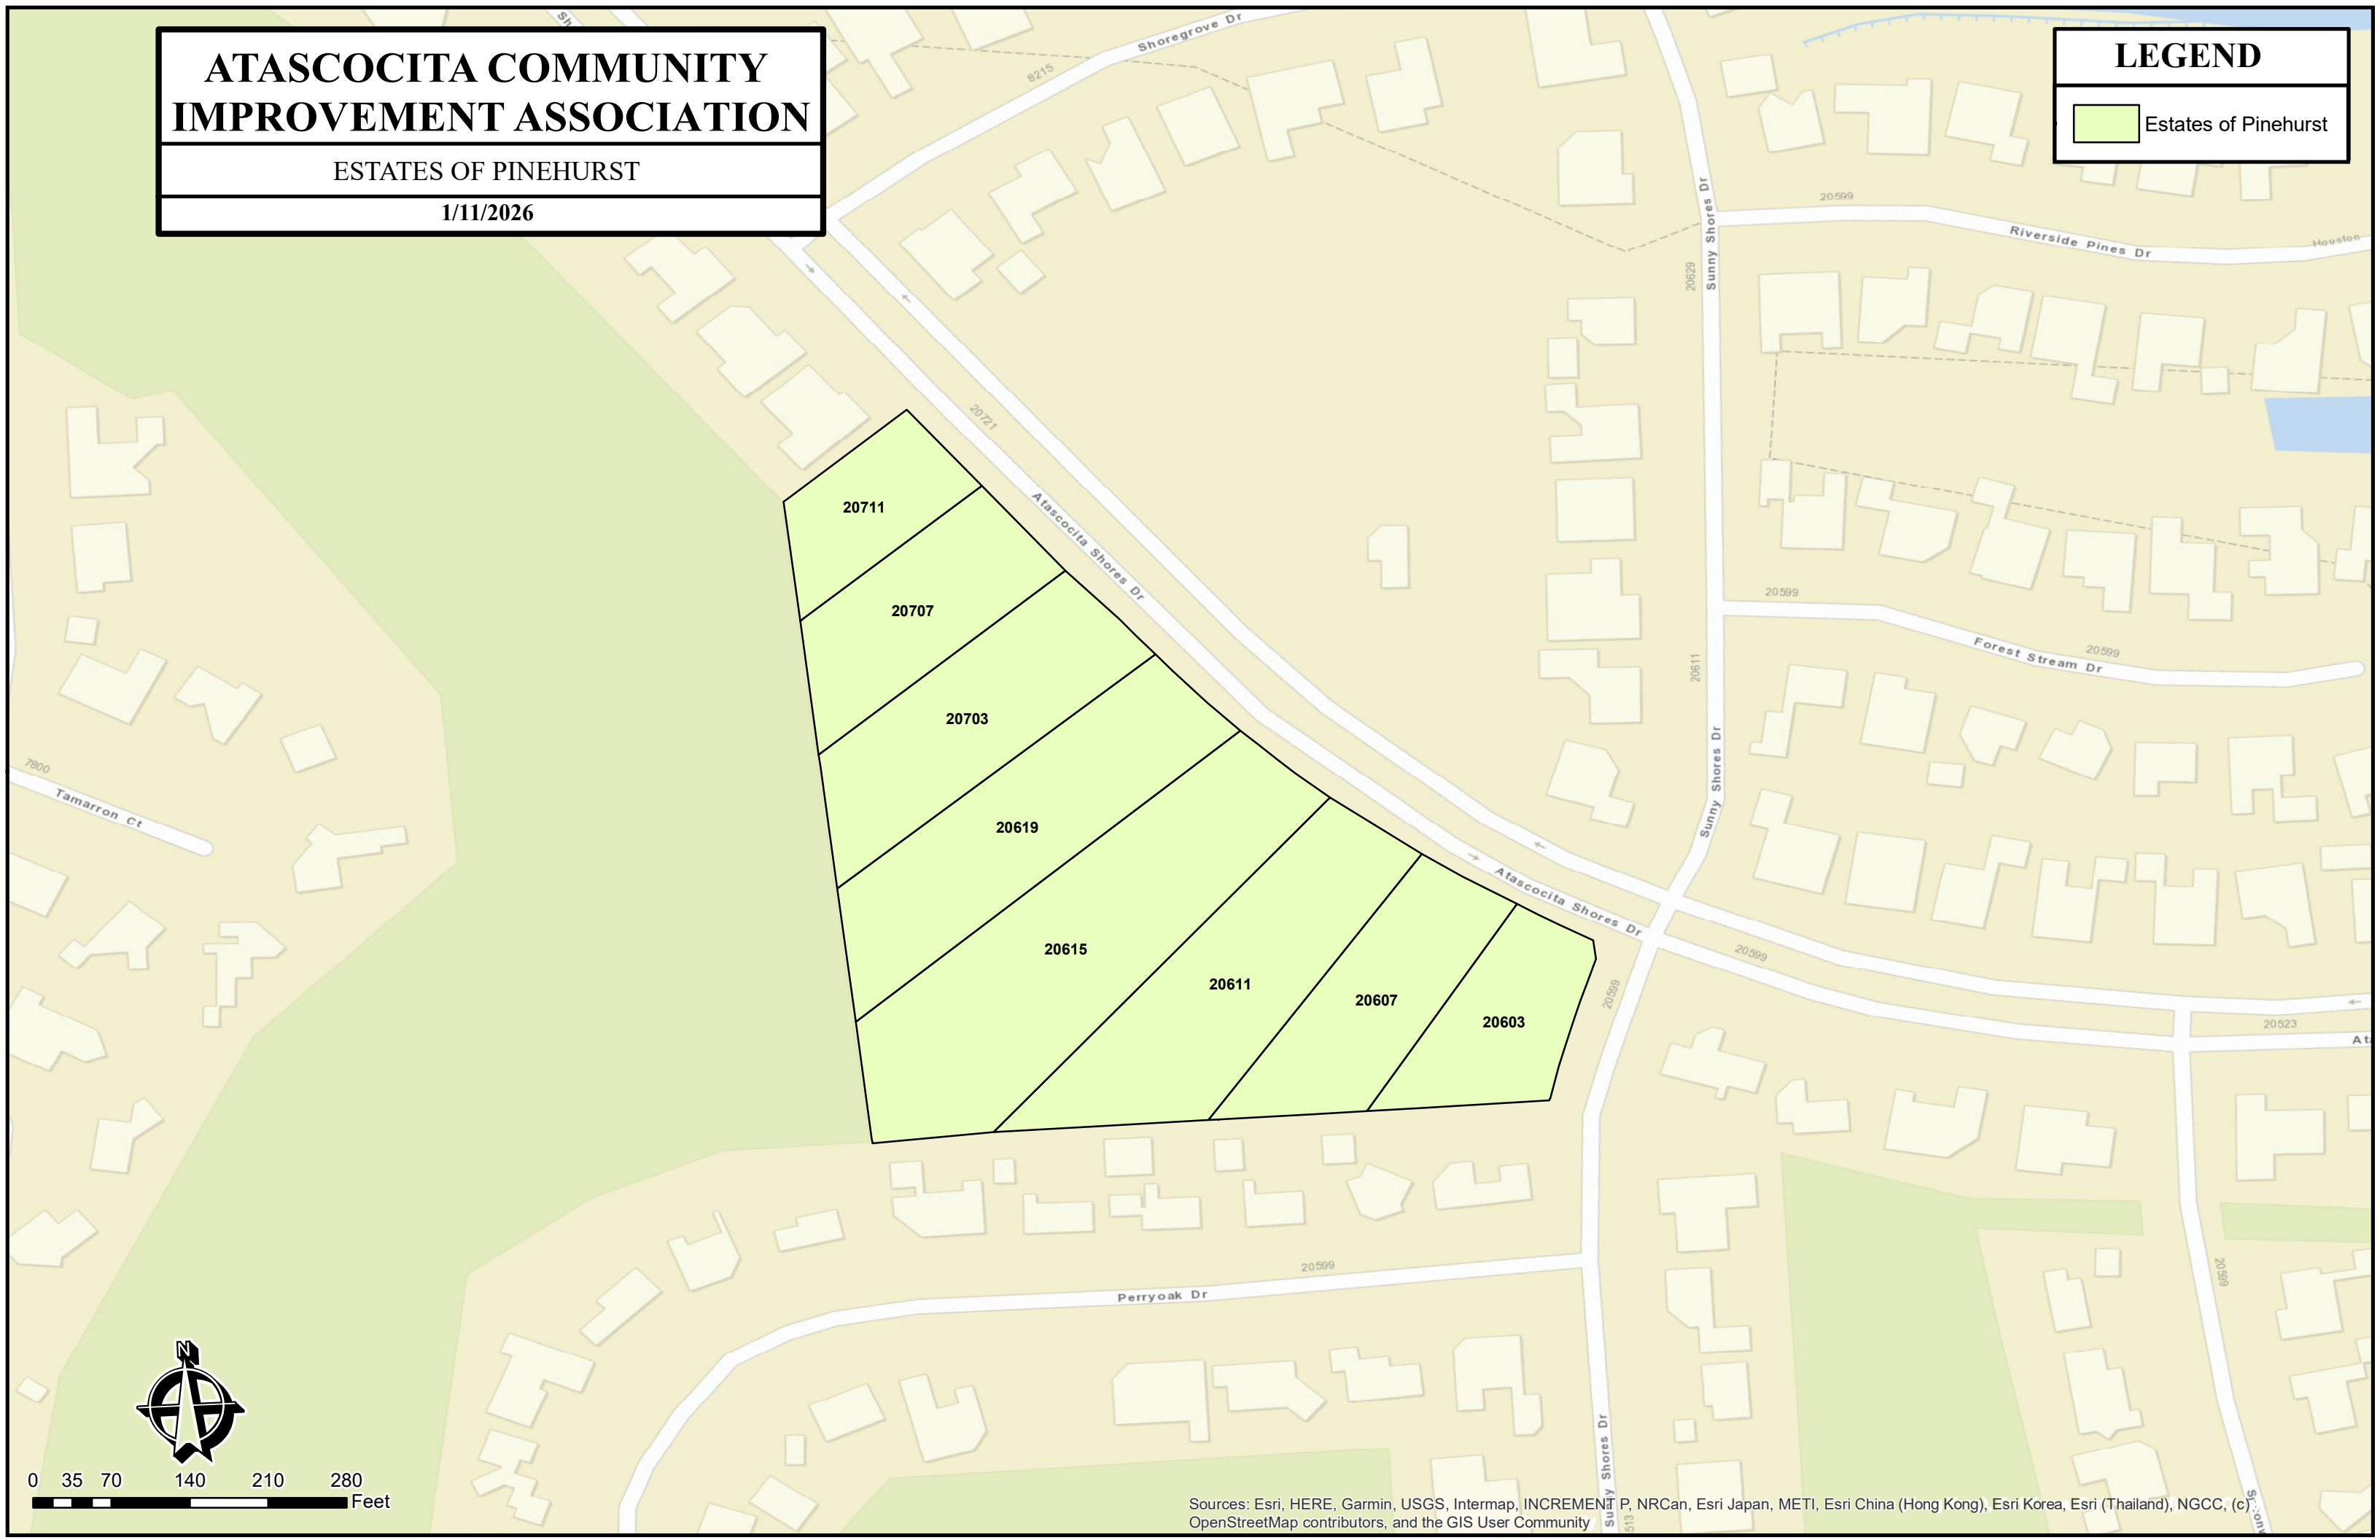 ATASCOCITA COMMUNITY
IMPROVEMENT ASSOCIATION
ESTATES OF PINEHURST
1/11/2026
LEGEND
Estates of Pinehurst
Sh
Shoregrove Dr
8215
Sunny Shores Dr
20629
20599
Riverside Pines Dr
Houston
20721
Atascocita Shores Dr
20711
20707
20703
20619
20615
20611
20607
20603
20599
Forest Stream Dr
20599
20611
Sunny Shores Dr
7800
Tamarron Ct
Atascocita Shores Dr
20599
20599
20523
Ata
20599
Perryoak Dr
20599
Sunny Shores Dr
513
N
0 35 70 140 210 280
Feet
Sources: Esri, HERE, Garmin, USGS, Intermap, INCREMENT P, NRCan, Esri Japan, METI, Esri China (Hong Kong), Esri Korea, Esri (Thailand), NGCC, (c)
OpenStreetMap contributors, and the GIS User Community